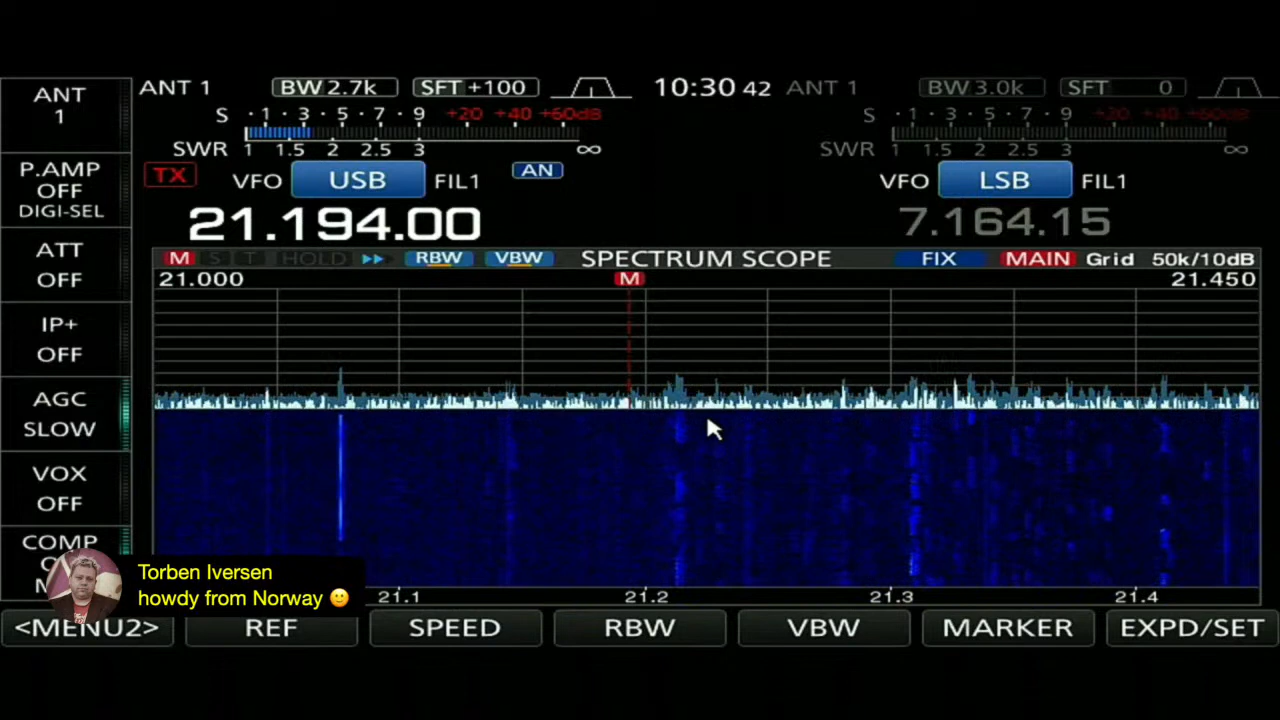 ANT
1
P.AMP
OFF
DIGI-SEL
ATT
OFF
IP+
OFF
AGC
SLOW
VOX
OFF
COMP
ANT 1 BW 2.7k SFT +100 10:30 42 ANT 1 BW 3.0k SFT 0
S 1 3 5 7 9 +20 +40 +60dB S 1 3 5 7 9 +20 +40 +60dB
SWR 1 1.5 2 2.5 3 ∞ SWR 1 1.5 2 2.5 3 ∞
TX VFO USB FIL1 AN VFO LSB FIL1
21.194.00 7.164.15
M S T HOLD RBW VBW SPECTRUM SCOPE FIX MAIN Grid 50k/10dB
21.000 M 21.450
Torben Iversen
howdy from Norway 🙂
21.1 21.2 21.3 21.4
<MENU2> REF SPEED RBW VBW MARKER EXPD/SET